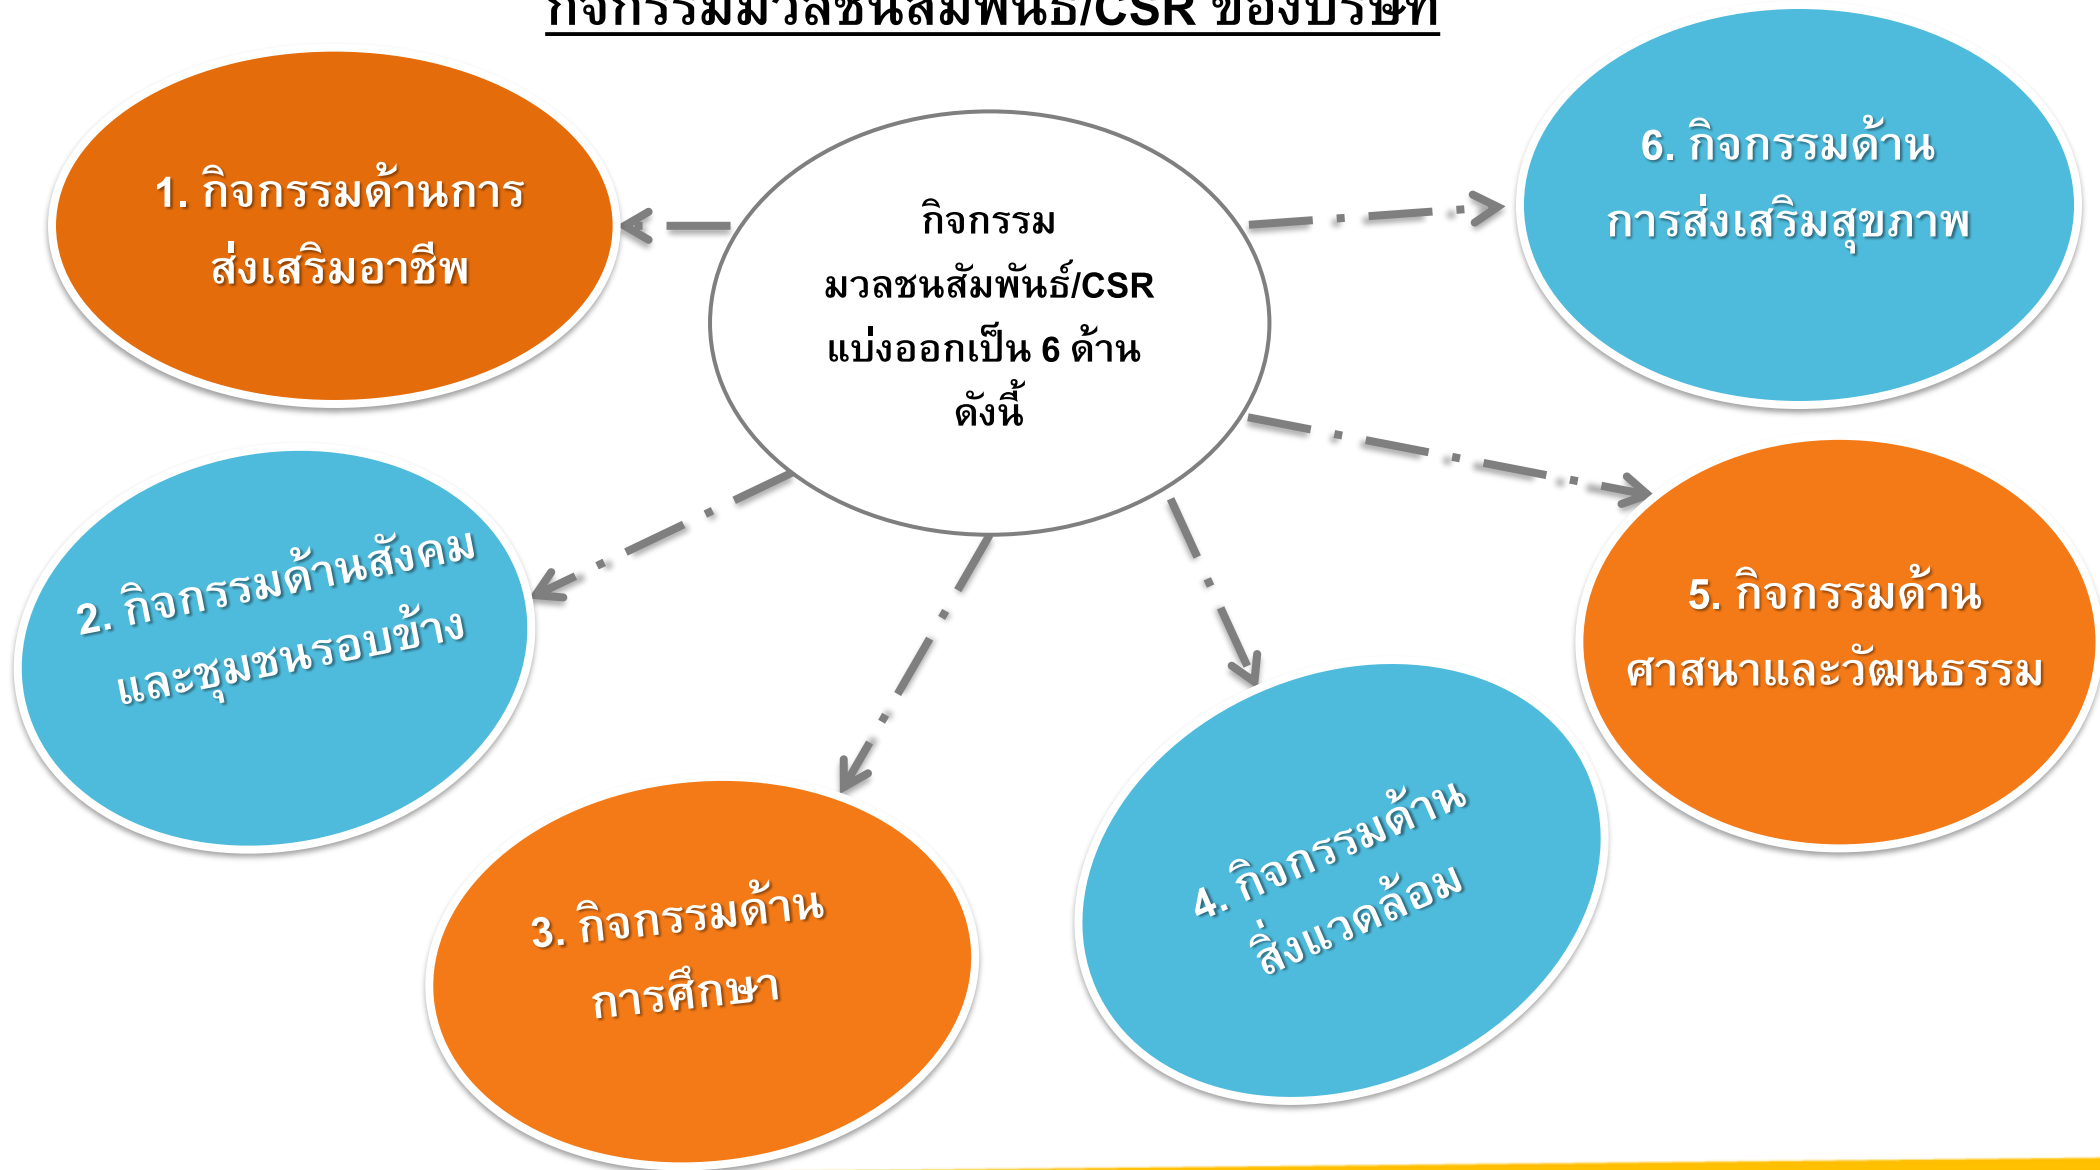 กิจกรรมมวลชนสัมพันธ์/CSR ของบริษัท
1. กิจกรรมด้านการ
ส่งเสริมอาชีพ
กิจกรรม
มวลชนสัมพันธ์/CSR
แบ่งออกเป็น 6 ด้าน
ดังนี้
6. กิจกรรมด้าน
การส่งเสริมสุขภาพ
2. กิจกรรมด้านสังคม
และชุมชนรอบข้าง
5. กิจกรรมด้าน
ศาสนาและวัฒนธรรม
3. กิจกรรมด้าน
การศึกษา
4. กิจกรรมด้าน
สิ่งแวดล้อม